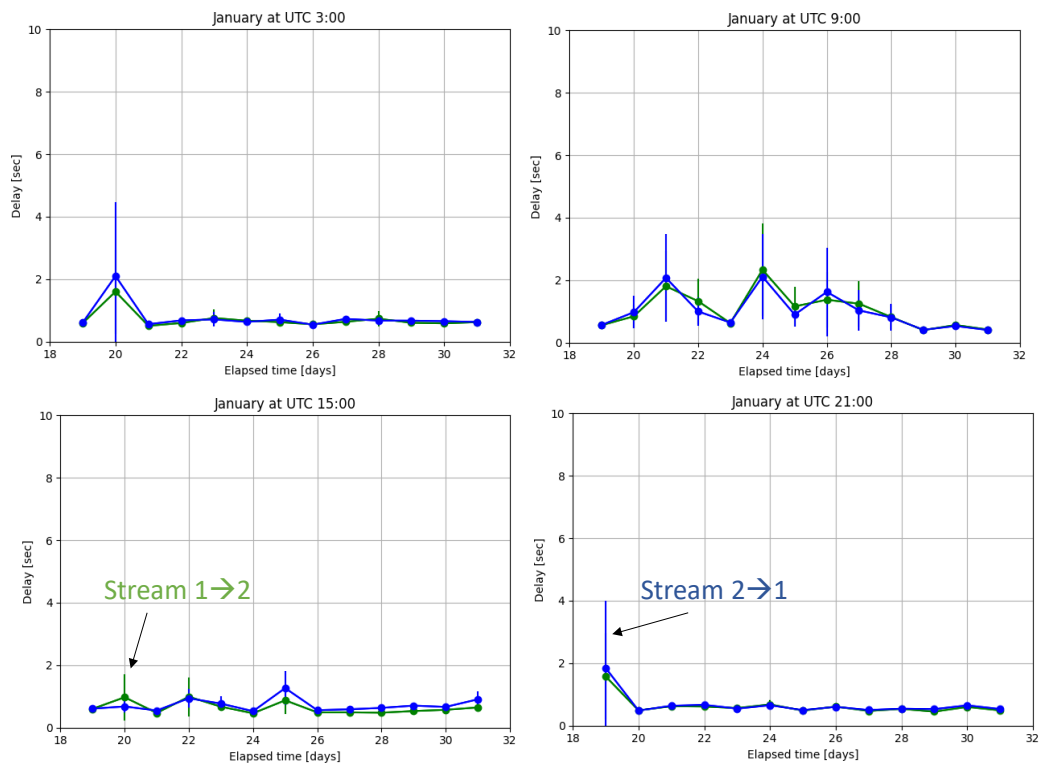 January at UTC 3:00
10
8
6
4
2
0
Delay [sec]
18 20 22 24 26 28 30 32
Elapsed time [days]
January at UTC 9:00
10
8
6
4
2
0
Delay [sec]
18 20 22 24 26 28 30 32
Elapsed time [days]
January at UTC 15:00
10
8
6
4
2
0
Delay [sec]
Stream 1→2
18 20 22 24 26 28 30 32
Elapsed time [days]
January at UTC 21:00
10
8
6
4
2
0
Delay [sec]
Stream 2→1
18 20 22 24 26 28 30 32
Elapsed time [days]